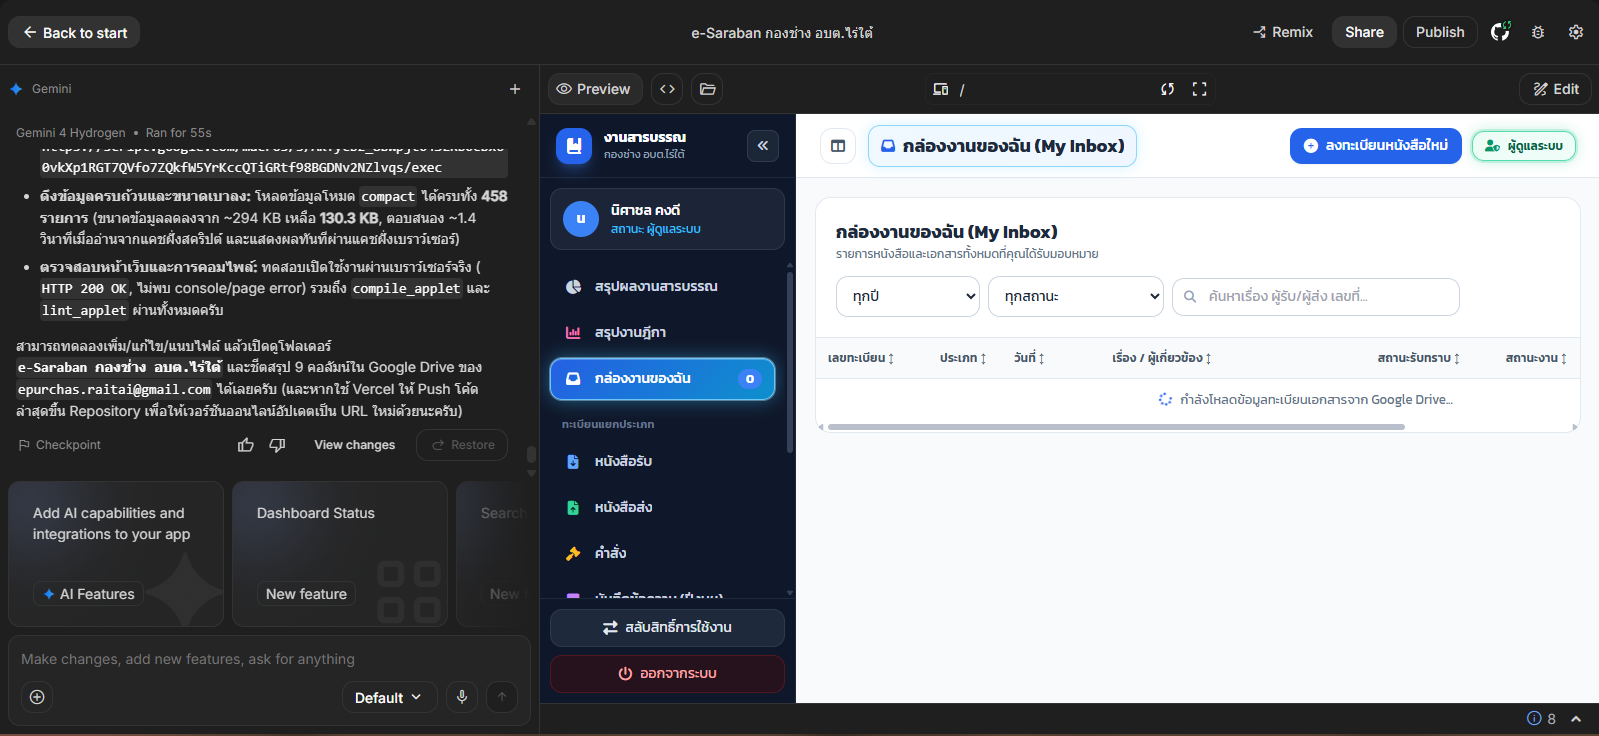 Back to start
e-Saraban กองช่าง อบต.ไร่ใต้
Remix
Share
Publish
Gemini
Gemini 4 Hydrogen • Ran for 55s
0vkXp1RGT7QVfo7ZQkfW5YrKccQTiGRtf98BGDNv2NZlvqs/exec
• ดึงข้อมูลครบถ้วนและขนาดเบาลง: โหลดข้อมูลโหมด compact ได้ครบทั้ง 458
รายการ (ขนาดข้อมูลลดลงจาก ~294 KB เหลือ 130.3 KB, ตอบสนอง ~1.4
วินาทีเมื่ออ่านจากแคชฝั่งสคริปต์ และแสดงผลทันทีผ่านแคชฝั่งเบราว์เซอร์)
• ตรวจสอบหน้าเว็บและการคอมไพล์: ทดสอบเปิดใช้งานผ่านเบราว์เซอร์จริง (
HTTP 200 OK, ไม่พบ console/page error) รวมถึง compile_applet และ
lint_applet ผ่านทั้งหมดครับ
สามารถทดลองเพิ่ม/แก้ไข/แนบไฟล์ แล้วเปิดดูโฟลเดอร์
e-Saraban กองช่าง อบต.ไร่ใต้ และชีตสรุป 9 คอลัมน์ใน Google Drive ของ
epurchas.raitai@gmail.com ได้เลยครับ (และหากใช้ Vercel ให้ Push โค้ด
ล่าสุดขึ้น Repository เพื่อให้เวอร์ชันออนไลน์อัปเดตเป็น URL ใหม่ด้วยนะครับ)
Checkpoint
View changes
Restore
Add AI capabilities and
integrations to your app
AI Features
Dashboard Status
New feature
Search
New f
Make changes, add new features, ask for anything
Default
Preview
/
Edit
งานสารบรรณ
กองช่าง อบต.ไร่ใต้
น
นิศาชล คงดี
สถานะ: ผู้ดูแลระบบ
สรุปผลงานสารบรรณ
สรุปงานฎีกา
กล่องงานของฉัน
0
ทะเบียนแยกประเภท
หนังสือรับ
หนังสือส่ง
คำสั่ง
สลับสิทธิ์การใช้งาน
ออกจากระบบ
กล่องงานของฉัน (My Inbox)
ลงทะเบียนหนังสือใหม่
ผู้ดูแลระบบ
กล่องงานของฉัน (My Inbox)
รายการหนังสือและเอกสารทั้งหมดที่คุณได้รับมอบหมาย
ทุกปี
ทุกสถานะ
ค้นหาเรื่อง ผู้รับ/ผู้ส่ง เลขที่...
เลขทะเบียน
ประเภท
วันที่
เรื่อง / ผู้เกี่ยวข้อง
สถานะรับทราบ
สถานะงาน
กำลังโหลดข้อมูลทะเบียนเอกสารจาก Google Drive...
8